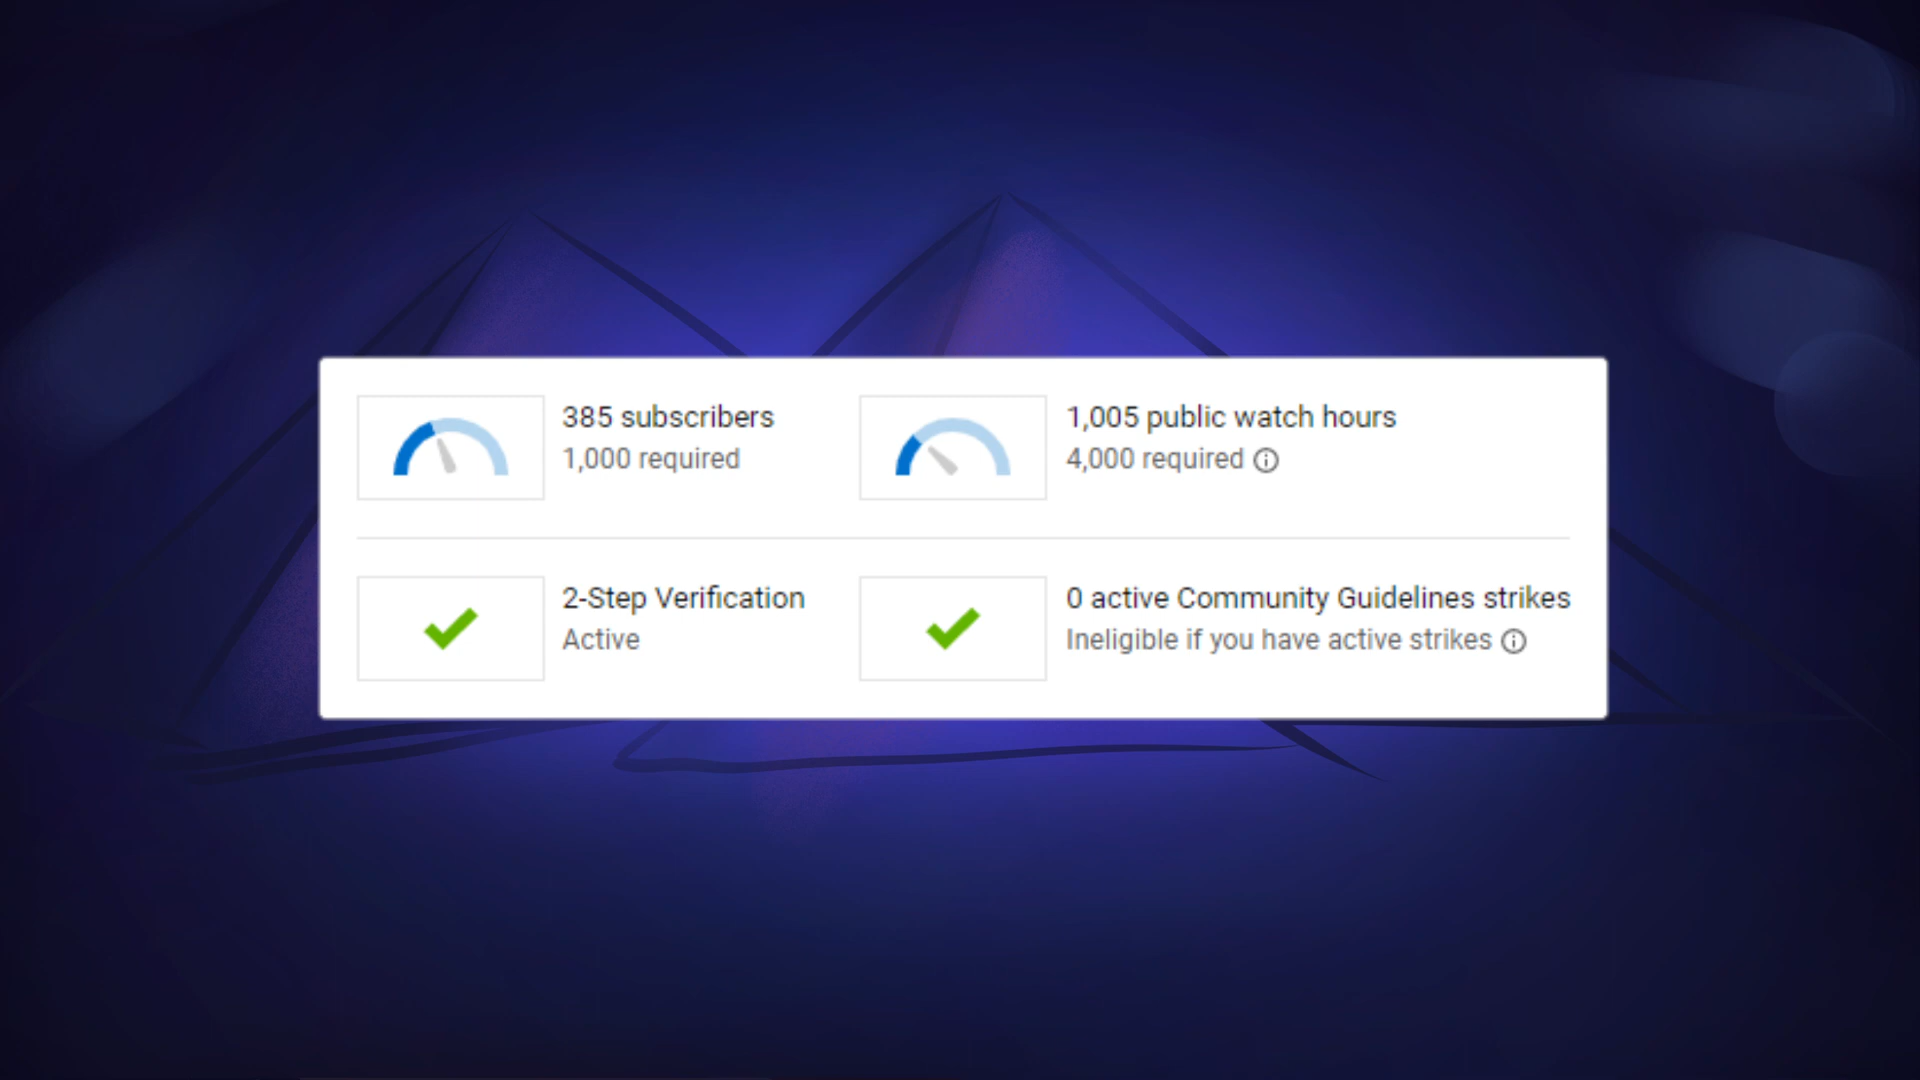 385 subscribers
1,000 required
1,005 public watch hours
4,000 required
2-Step Verification
Active
0 active Community Guidelines strikes
Ineligible if you have active strikes